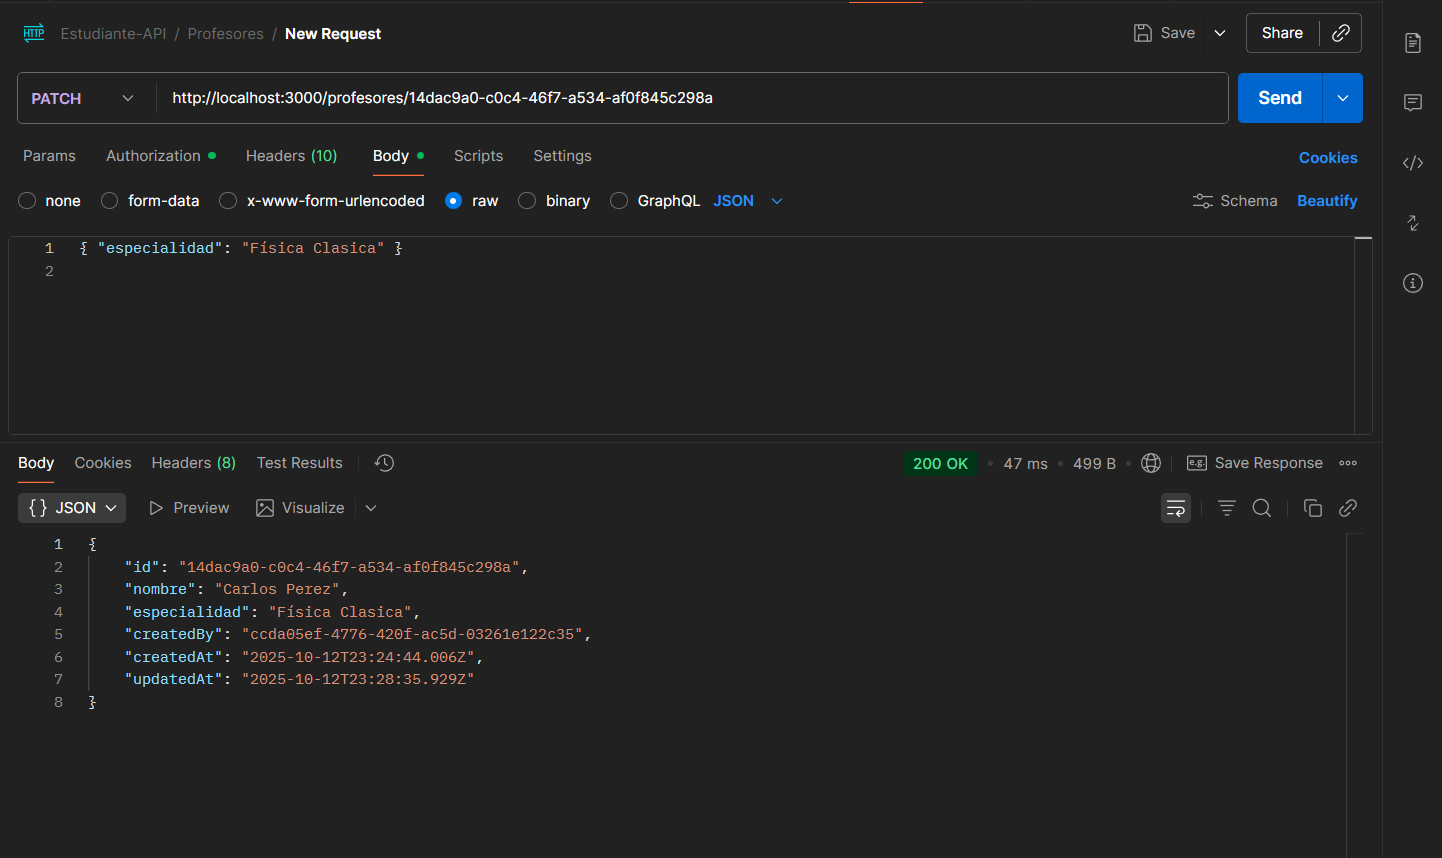 HTTP Estudiante-API / Profesores / New Request Save Share
PATCH http://localhost:3000/profesores/14dac9a0-c0c4-46f7-a534-af0f845c298a Send
Params Authorization Headers (10) Body Scripts Settings Cookies
none form-data x-www-form-urlencoded raw binary GraphQL JSON Schema Beautify
1 { "especialidad": "Física Clasica" }
2
Body Cookies Headers (8) Test Results 200 OK 47 ms 499 B e.g. Save Response
{} JSON Preview Visualize
1 {
2 "id": "14dac9a0-c0c4-46f7-a534-af0f845c298a",
3 "nombre": "Carlos Perez",
4 "especialidad": "Física Clasica",
5 "createdBy": "ccda05ef-4776-420f-ac5d-03261e122c35",
6 "createdAt": "2025-10-12T23:24:44.006Z",
7 "updatedAt": "2025-10-12T23:28:35.929Z"
8 }